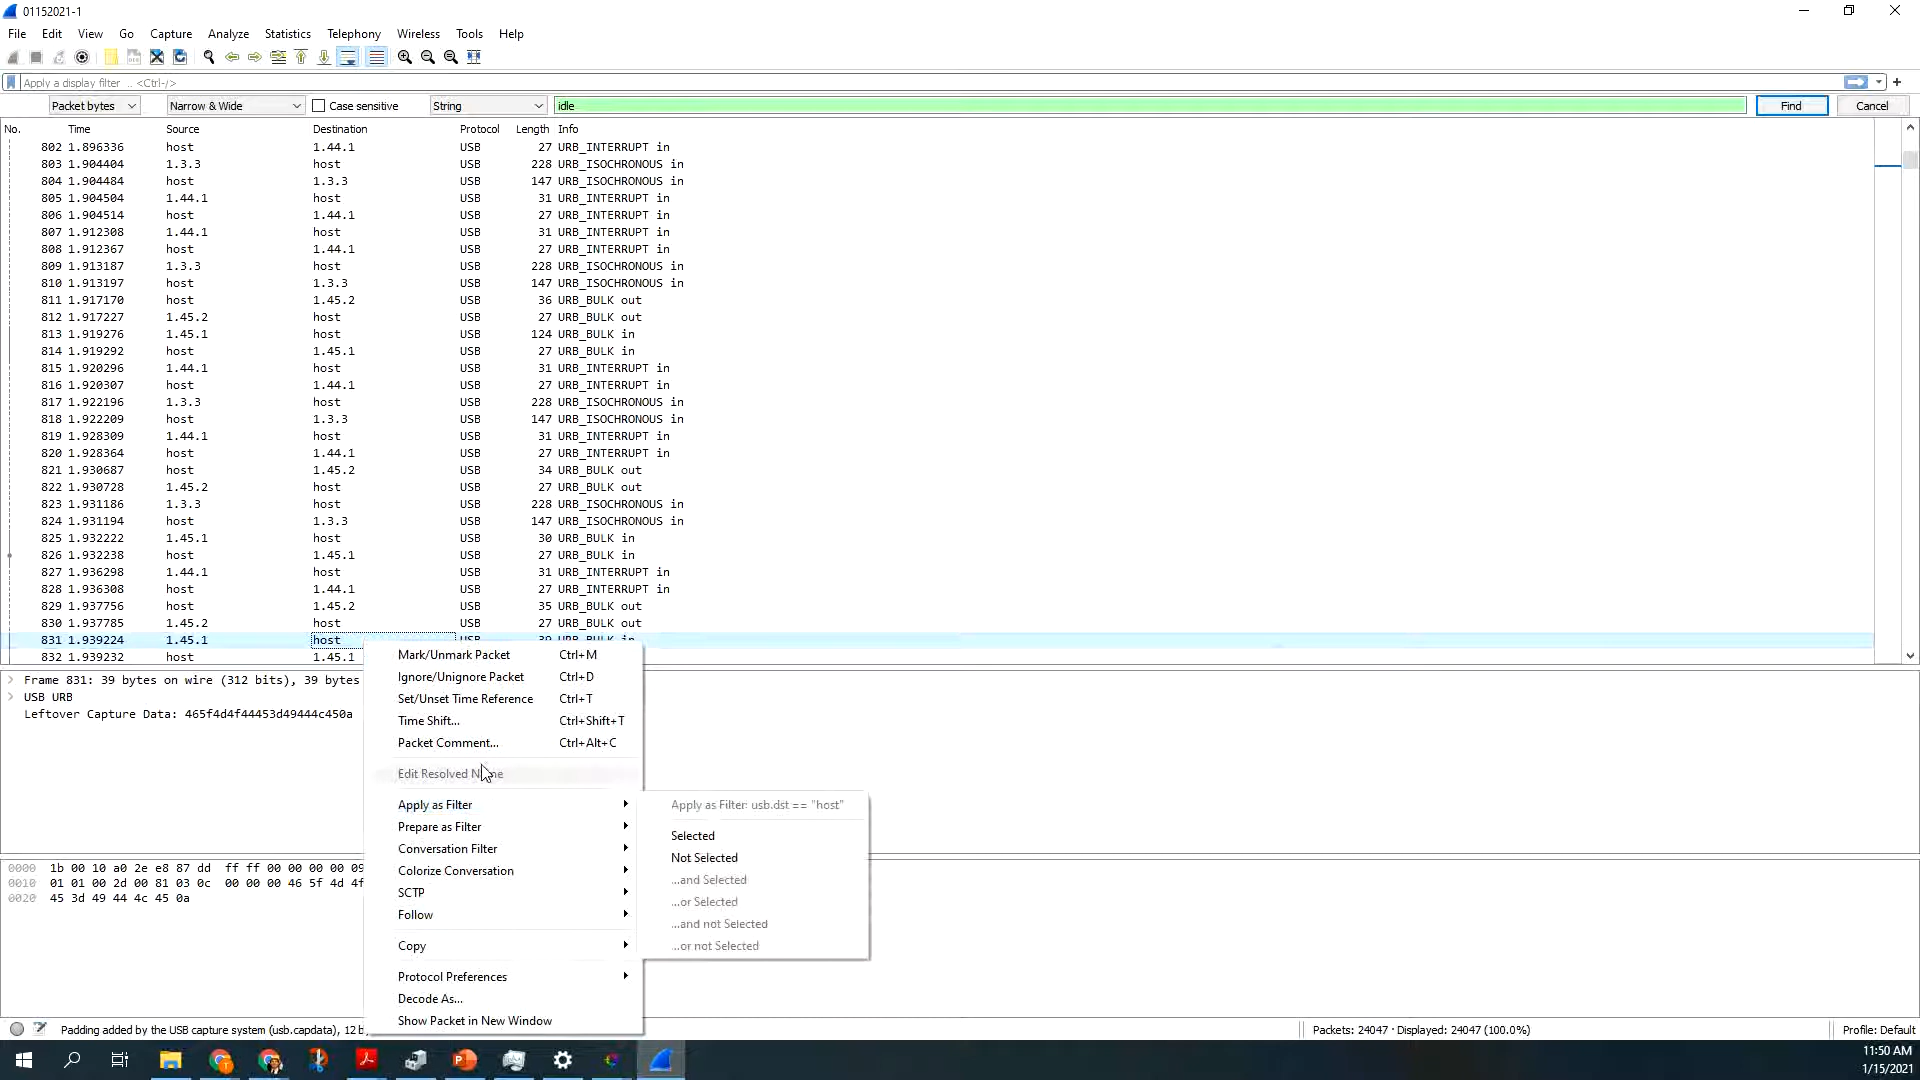 01152021-1
File Edit View Go Capture Analyze Statistics Telephony Wireless Tools Help
Apply a display filter ... <Ctrl-/>
Packet bytes Narrow & Wide Case sensitive String idle Find Cancel
No. Time Source Destination Protocol Length Info
802 1.896336 host 1.44.1 USB 27 URB_INTERRUPT in
803 1.904404 1.3.3 host USB 228 URB_ISOCHRONOUS in
804 1.904484 host 1.3.3 USB 147 URB_ISOCHRONOUS in
805 1.904504 1.44.1 host USB 31 URB_INTERRUPT in
806 1.904514 host 1.44.1 USB 27 URB_INTERRUPT in
807 1.912308 1.44.1 host USB 31 URB_INTERRUPT in
808 1.912367 host 1.44.1 USB 27 URB_INTERRUPT in
809 1.913187 1.3.3 host USB 228 URB_ISOCHRONOUS in
810 1.913197 host 1.3.3 USB 147 URB_ISOCHRONOUS in
811 1.917170 host 1.45.2 USB 36 URB_BULK out
812 1.917227 1.45.2 host USB 27 URB_BULK out
813 1.919276 1.45.1 host USB 124 URB_BULK in
814 1.919292 host 1.45.1 USB 27 URB_BULK in
815 1.920296 1.44.1 host USB 31 URB_INTERRUPT in
816 1.920307 host 1.44.1 USB 27 URB_INTERRUPT in
817 1.922196 1.3.3 host USB 228 URB_ISOCHRONOUS in
818 1.922209 host 1.3.3 USB 147 URB_ISOCHRONOUS in
819 1.928309 1.44.1 host USB 31 URB_INTERRUPT in
820 1.928364 host 1.44.1 USB 27 URB_INTERRUPT in
821 1.930687 host 1.45.2 USB 34 URB_BULK out
822 1.930728 1.45.2 host USB 27 URB_BULK out
823 1.931186 1.3.3 host USB 228 URB_ISOCHRONOUS in
824 1.931194 host 1.3.3 USB 147 URB_ISOCHRONOUS in
825 1.932222 1.45.1 host USB 30 URB_BULK in
826 1.932238 host 1.45.1 USB 27 URB_BULK in
827 1.936298 1.44.1 host USB 31 URB_INTERRUPT in
828 1.936308 host 1.44.1 USB 27 URB_INTERRUPT in
829 1.937756 host 1.45.2 USB 35 URB_BULK out
830 1.937785 1.45.2 host USB 27 URB_BULK out
831 1.939224 1.45.1 host USB 39 URB_BULK in
832 1.939232 host 1.45.1
Mark/Unmark Packet Ctrl+M
Ignore/Unignore Packet Ctrl+D
Set/Unset Time Reference Ctrl+T
Time Shift... Ctrl+Shift+T
Packet Comment... Ctrl+Alt+C
Edit Resolved Name
Apply as Filter
Prepare as Filter
Conversation Filter
Colorize Conversation
SCTP
Follow
Copy
Protocol Preferences
Decode As...
Show Packet in New Window
Apply as Filter: usb.dst == "host"
Selected
Not Selected
...and Selected
...or Selected
...and not Selected
...or not Selected
Frame 831: 39 bytes on wire (312 bits), 39 bytes
USB URB
Leftover Capture Data: 465f4d4f44453d49444c450a
0000 1b 00 10 a0 2e e8 87 dd ff ff 00 00 00 00 09
0010 01 01 00 2d 00 81 03 0c 00 00 00 46 5f 4d 4f
0020 45 3d 49 44 4c 45 0a
Padding added by the USB capture system (usb.capdata), 12 b Packets: 24047 · Displayed: 24047 (100.0%) Profile: Default
11:50 AM
1/15/2021